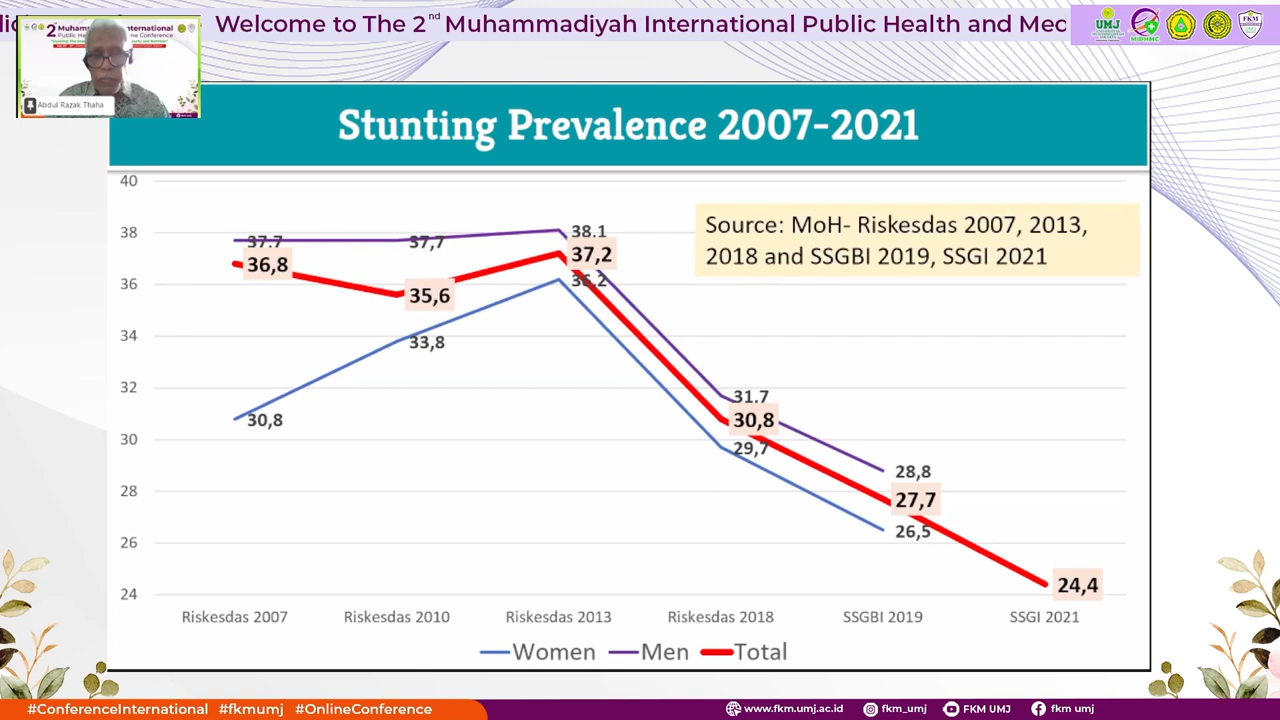 Welcome to The 2nd Muhammadiyah International Public Health and Med
Abdul Razak Thaha
UMJ
MIPHMC
FKM
Stunting Prevalence 2007-2021
Source: MoH- Riskesdas 2007, 2013,
2018 and SSGBI 2019, SSGI 2021
40
38
36
34
32
30
28
26
24
37.7
37,7
38.1
36,8
35,6
37,2
36,2
30,8
33,8
31.7
30,8
29,7
28,8
27,7
26,5
24,4
Riskesdas 2007
Riskesdas 2010
Riskesdas 2013
Riskesdas 2018
SSGBI 2019
SSGI 2021
Women
Men
Total
#ConferenceInternational #fkmumj #OnlineConference
www.fkm.umj.ac.id
fkm_umj
FKM UMJ
fkm umj